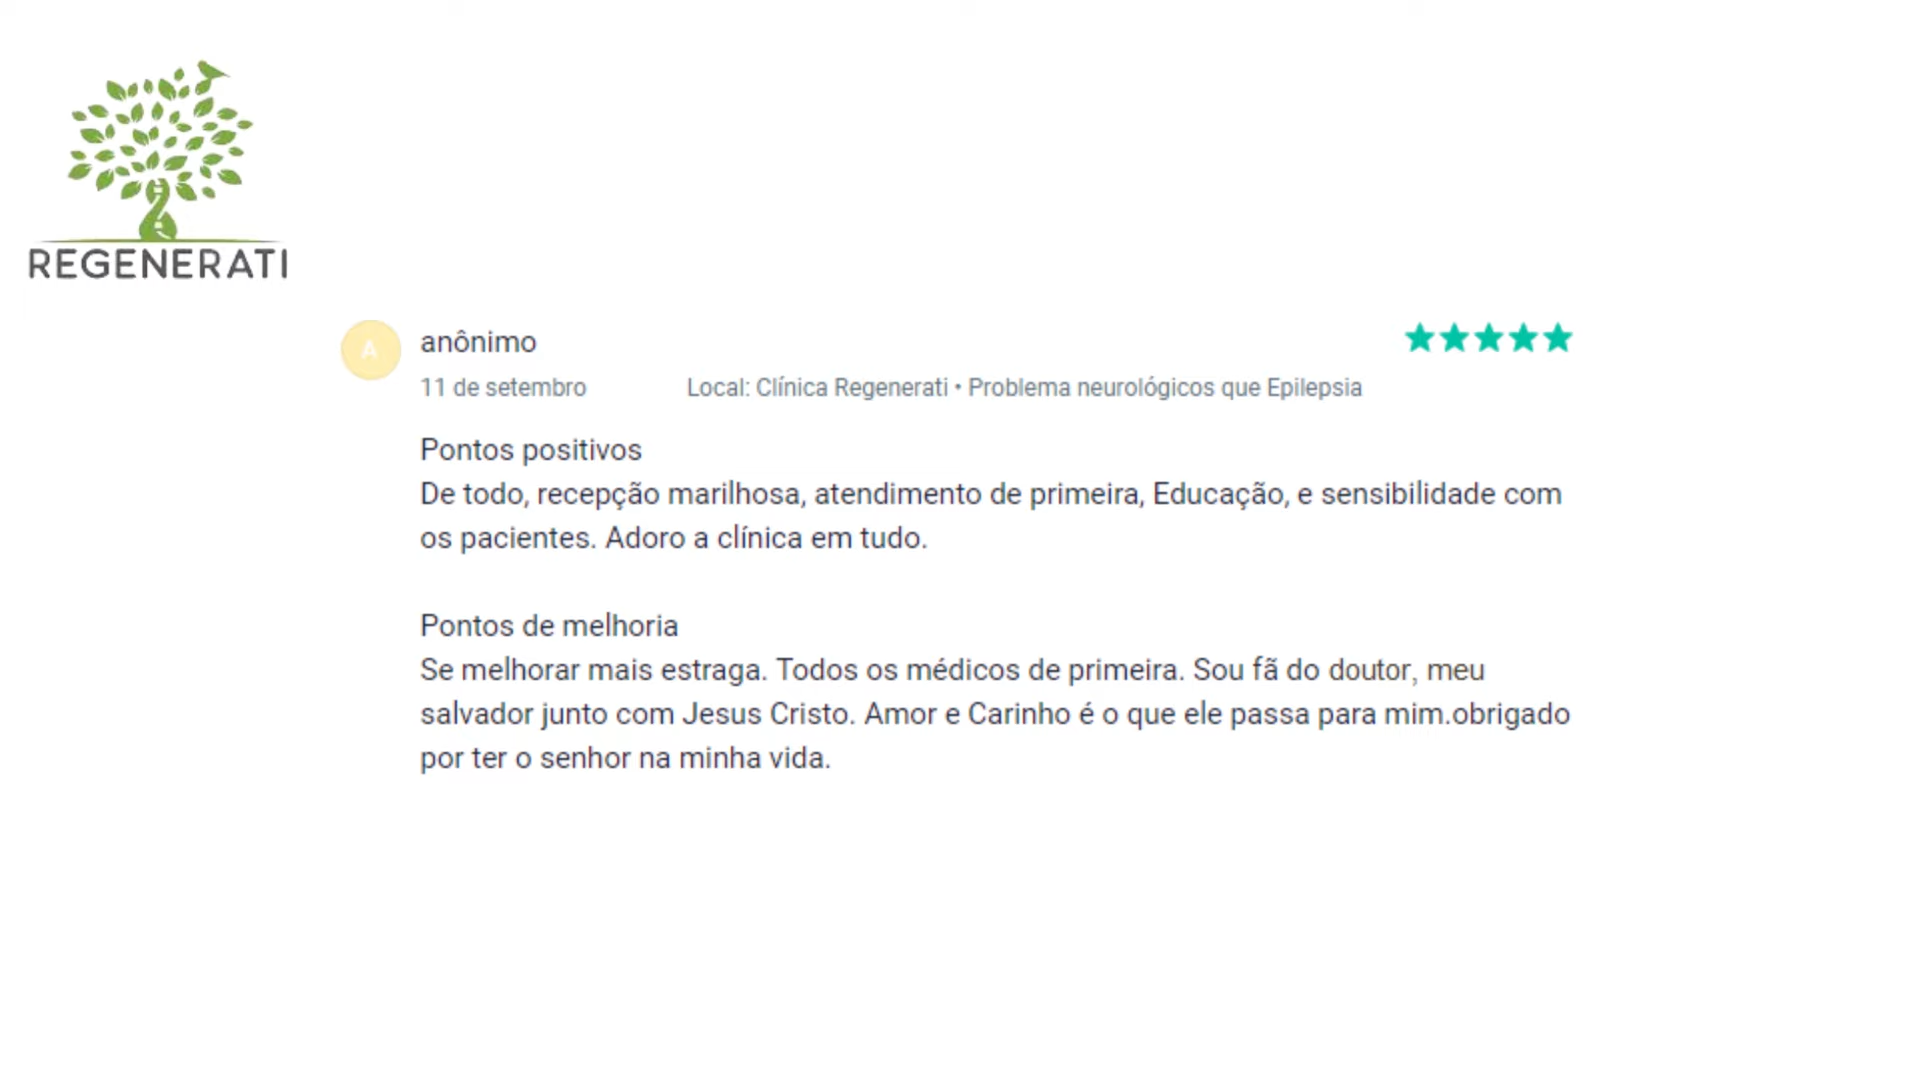 REGENERATI
A
anônimo
11 de setembro
Local: Clínica Regenerati • Problema neurológicos que Epilepsia
Pontos positivos
De todo, recepção marilhosa, atendimento de primeira, Educação, e sensibilidade com
os pacientes. Adoro a clínica em tudo.
Pontos de melhoria
Se melhorar mais estraga. Todos os médicos de primeira. Sou fã do doutor, meu
salvador junto com Jesus Cristo. Amor e Carinho é o que ele passa para mim.obrigado
por ter o senhor na minha vida.